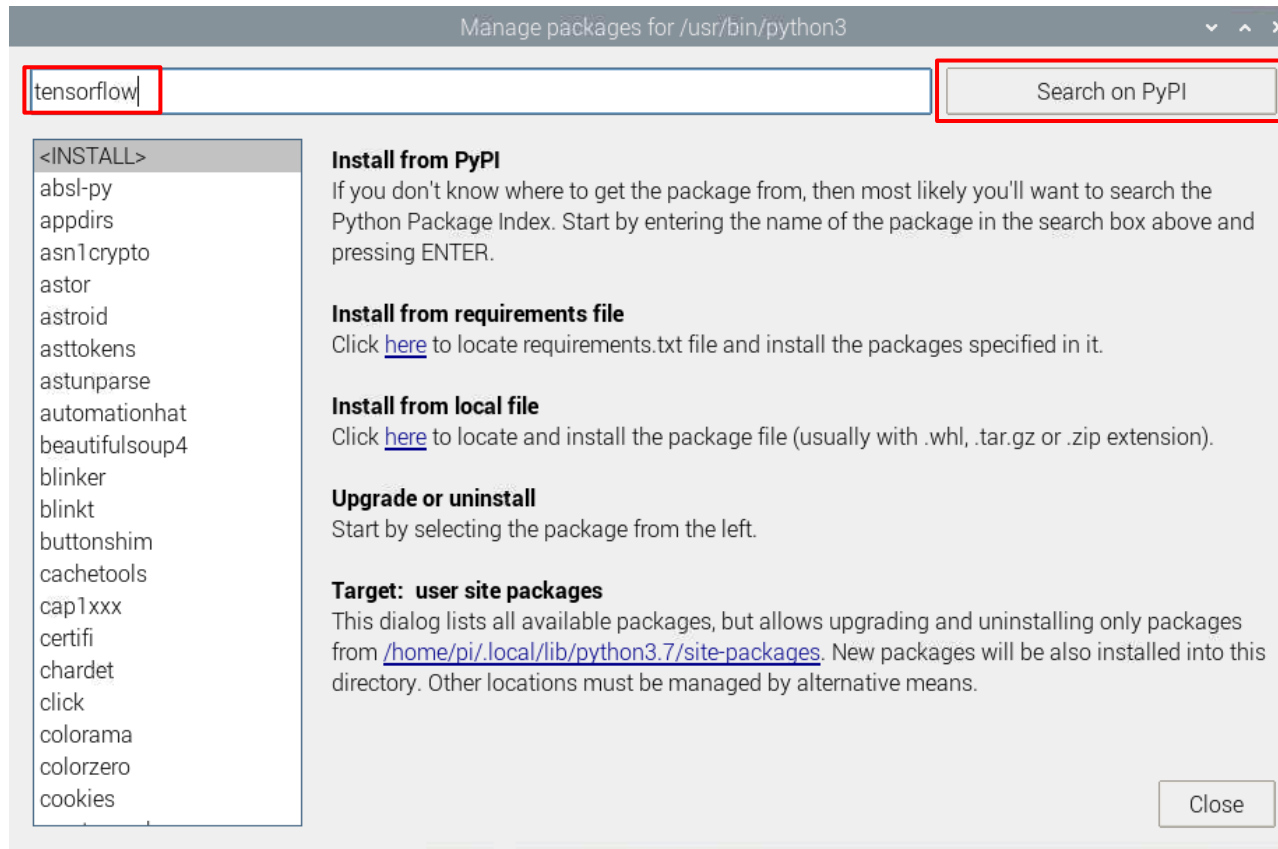 Manage packages for /usr/bin/python3
tensorflow
Search on PyPI
<INSTALL>
absl-py
appdirs
asn1crypto
astor
astroid
asttokens
astunparse
automationhat
beautifulsoup4
blinker
blinkt
buttonshim
cachetools
cap1xxx
certifi
chardet
click
colorama
colorzero
cookies
Install from PyPI
If you don't know where to get the package from, then most likely you'll want to search the
Python Package Index. Start by entering the name of the package in the search box above and
pressing ENTER.
Install from requirements file
Click here to locate requirements.txt file and install the packages specified in it.
Install from local file
Click here to locate and install the package file (usually with .whl, .tar.gz or .zip extension).
Upgrade or uninstall
Start by selecting the package from the left.
Target: user site packages
This dialog lists all available packages, but allows upgrading and uninstalling only packages
from /home/pi/.local/lib/python3.7/site-packages. New packages will be also installed into this
directory. Other locations must be managed by alternative means.
Close